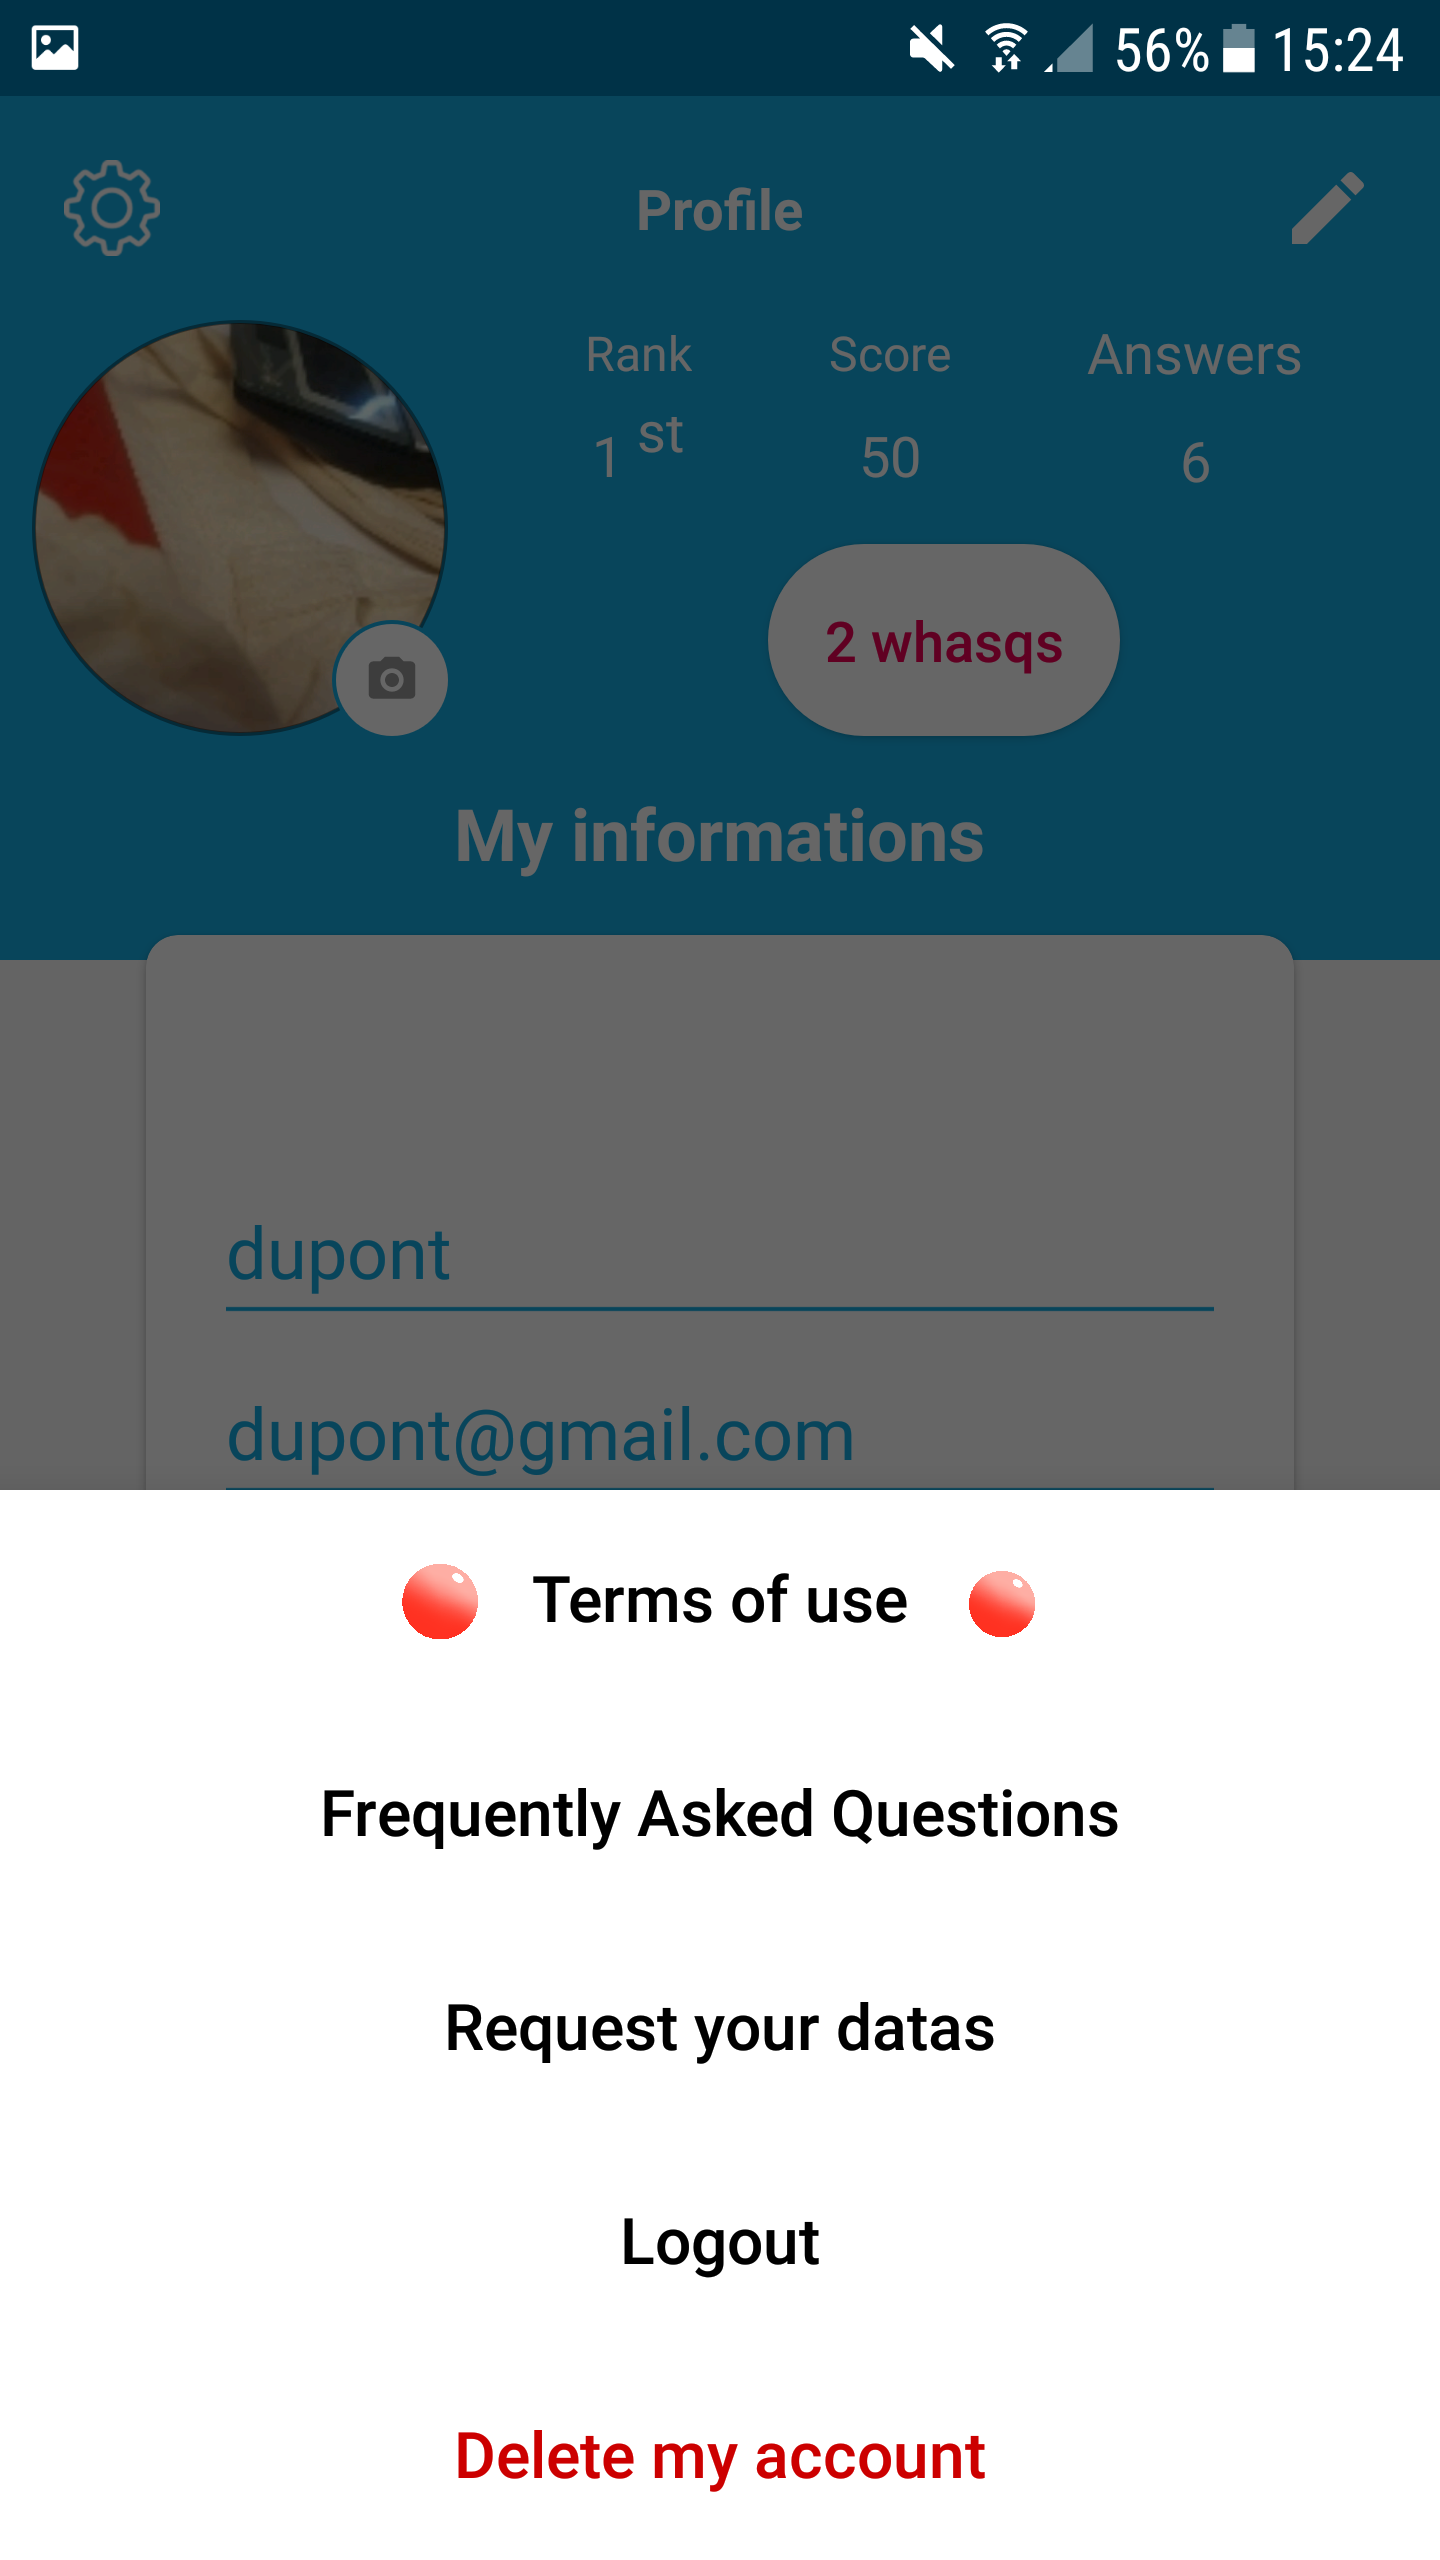 56% 15:24
Profile
Rank Score Answers
1 st 50 6
2 whasqs
My informations
dupont
dupont@gmail.com
Terms of use
Frequently Asked Questions
Request your datas
Logout
Delete my account